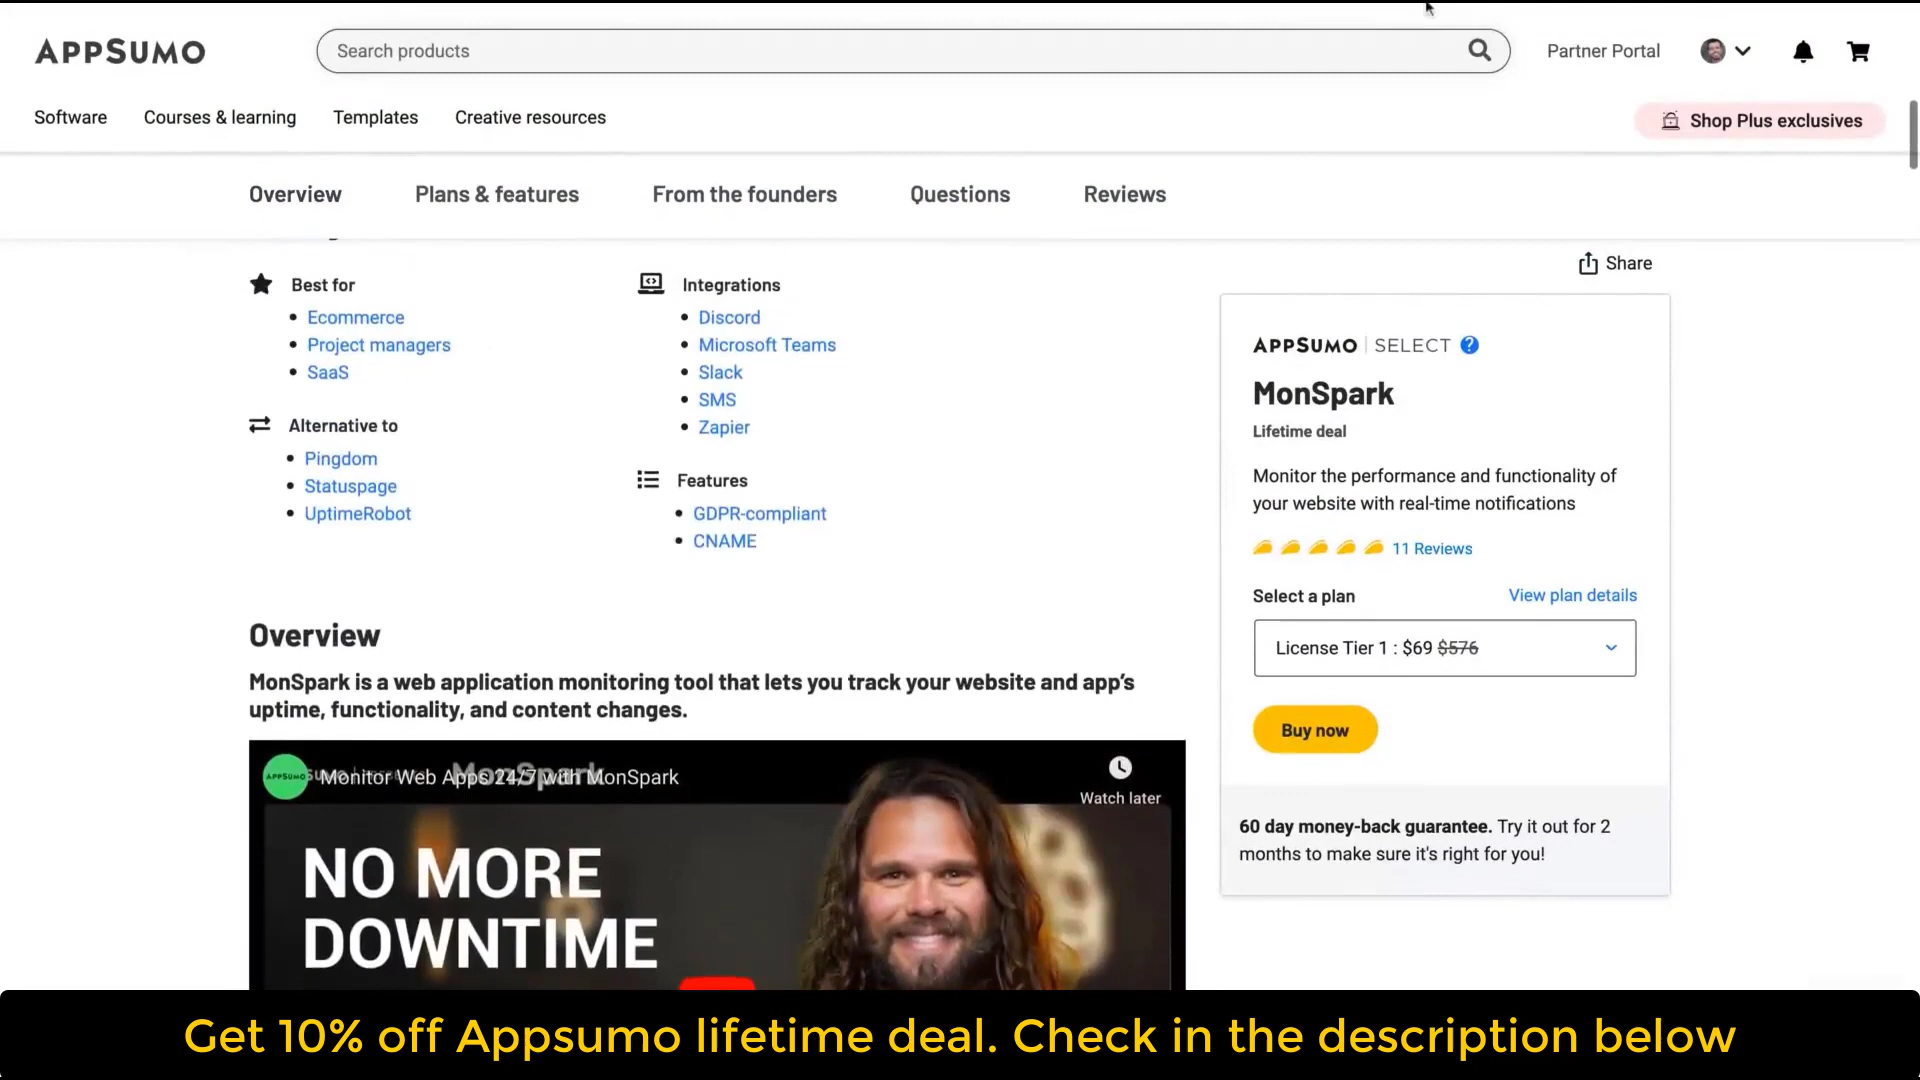 APPSUMO
Search products
Partner Portal
Software
Courses & learning
Templates
Creative resources
Shop Plus exclusives
Overview
Plans & features
From the founders
Questions
Reviews
Share
Best for
Ecommerce
Project managers
SaaS
Alternative to
Pingdom
Statuspage
UptimeRobot
Integrations
Discord
Microsoft Teams
Slack
SMS
Zapier
Features
GDPR-compliant
CNAME
Overview
MonSpark is a web application monitoring tool that lets you track your website and app's
uptime, functionality, and content changes.
APPSUMO
Monitor Web Apps 24/7 with MonSpark
MonSpark
Watch later
NO MORE
DOWNTIME
APPSUMO | SELECT ?
MonSpark
Lifetime deal
Monitor the performance and functionality of
your website with real-time notifications
11 Reviews
Select a plan
View plan details
License Tier 1 : $69 $576
Buy now
60 day money-back guarantee. Try it out for 2
months to make sure it's right for you!
Get 10% off Appsumo lifetime deal. Check in the description below